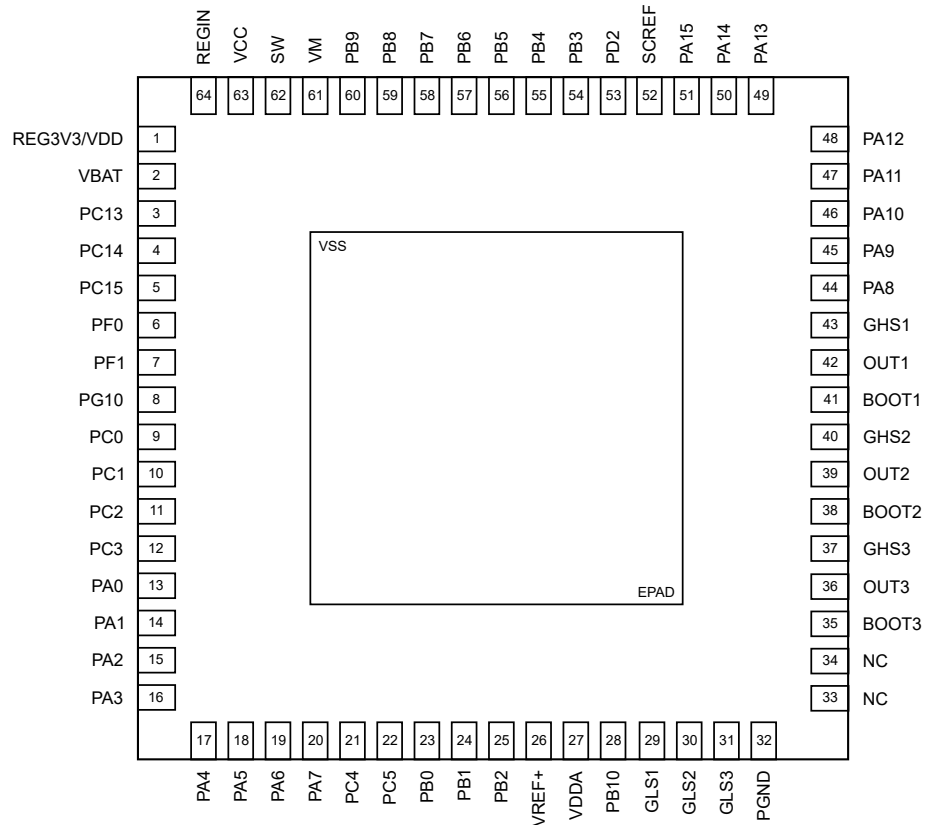 REGIN VCC SW VM PB9 PB8 PB7 PB6 PB5 PB4 PB3 PD2 SCREF PA15 PA14 PA13
64 63 62 61 60 59 58 57 56 55 54 53 52 51 50 49
REG3V3/VDD 1 48 PA12
VBAT 2 47 PA11
PC13 3 46 PA10
PC14 4 VSS 45 PA9
PC15 5 44 PA8
PF0 6 43 GHS1
PF1 7 42 OUT1
PG10 8 41 BOOT1
PC0 9 40 GHS2
PC1 10 39 OUT2
PC2 11 38 BOOT2
PC3 12 37 GHS3
PA0 13 EPAD 36 OUT3
PA1 14 35 BOOT3
PA2 15 34 NC
PA3 16 33 NC
17 18 19 20 21 22 23 24 25 26 27 28 29 30 31 32
PA4 PA5 PA6 PA7 PC4 PC5 PB0 PB1 PB2 VREF+ VDDA PB10 GLS1 GLS2 GLS3 PGND